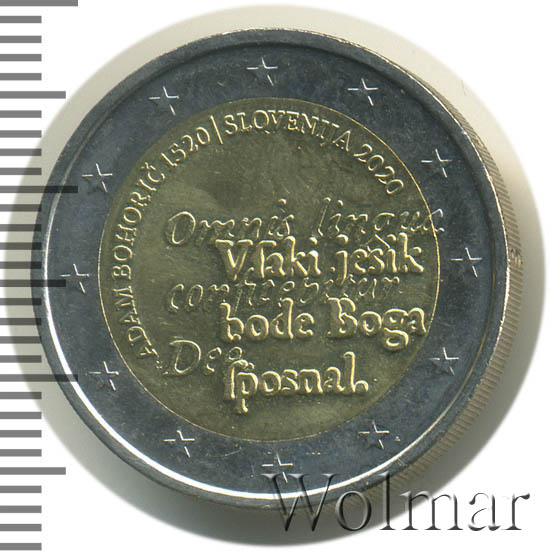 ADAM BOHORIČ 1520 | SLOVENIJA 2020
Omnis lingua
Vſaki jesik
confitebitur
bode Boga
Deo
ſposnal.
Wolmar